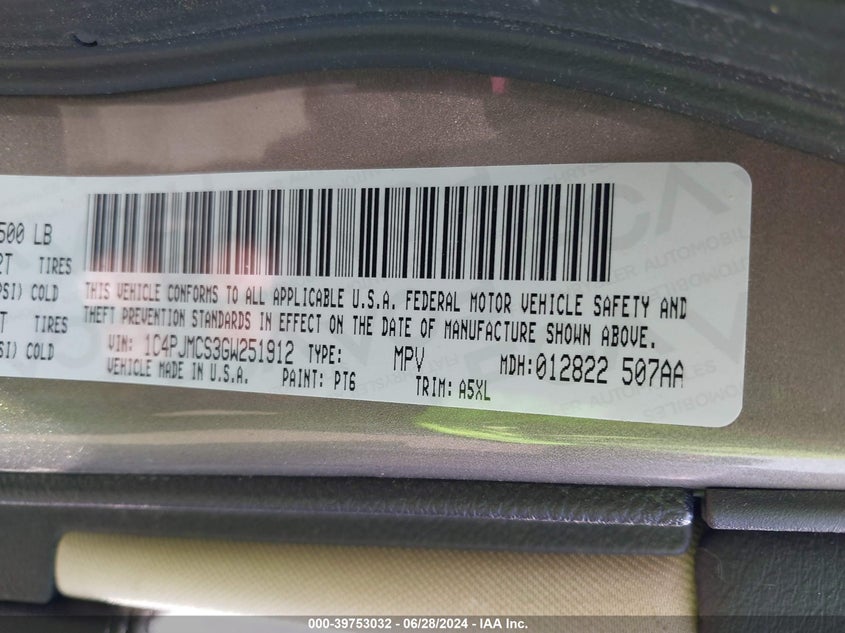 500 LB
2T TIRES
PSI) COLD
T TIRES
SI) COLD
THIS VEHICLE CONFORMS TO ALL APPLICABLE U.S.A. FEDERAL MOTOR VEHICLE SAFETY AND
THEFT PREVENTION STANDARDS IN EFFECT ON THE DATE OF MANUFACTURE SHOWN ABOVE.
VIN: 1C4PJMCS3GW251912 TYPE: MPV MDH:012822 507AA
VEHICLE MADE IN U.S.A. PAINT: PT6 TRIM: A5XL
000-39753032 - 06/28/2024 - IAA Inc.